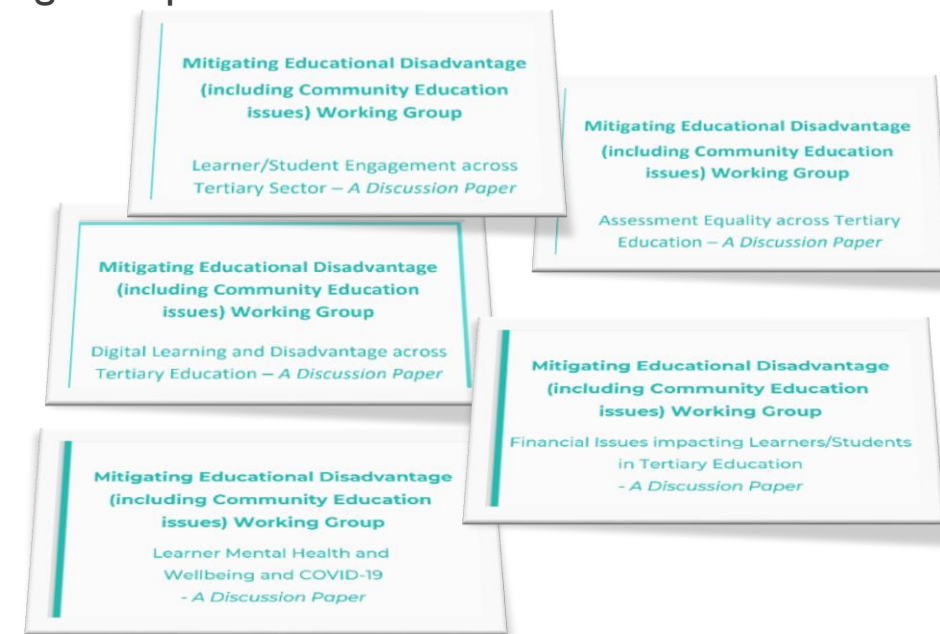 Mitigating Educational Disadvantage
(including Community Education
issues) Working Group
Learner/Student Engagement across
Tertiary Sector – A Discussion Paper
Mitigating Educational Disadvantage
(including Community Education
issues) Working Group
Assessment Equality across Tertiary
Education – A Discussion Paper
Mitigating Educational Disadvantage
(including Community Education
issues) Working Group
Digital Learning and Disadvantage across
Tertiary Education – A Discussion Paper
Mitigating Educational Disadvantage
(including Community Education
issues) Working Group
Financial Issues impacting Learners/Students
in Tertiary Education
- A Discussion Paper
Mitigating Educational Disadvantage
(including Community Education
issues) Working Group
Learner Mental Health and
Wellbeing and COVID-19
- A Discussion Paper